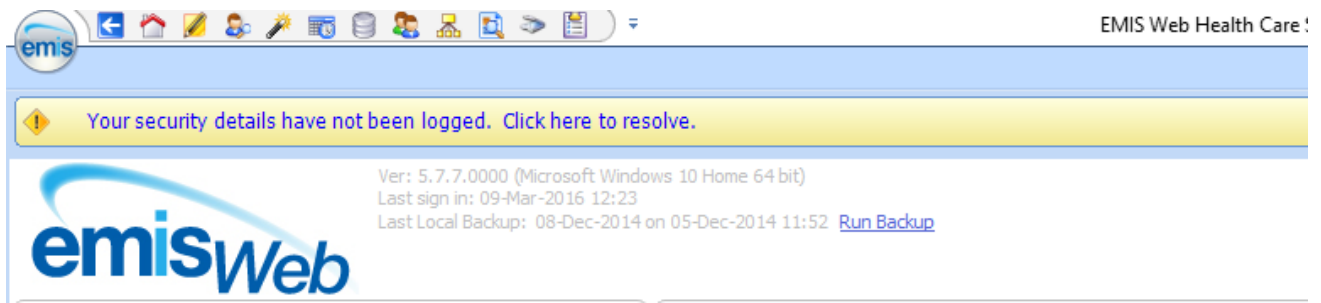 emis
EMIS Web Health Care
Your security details have not been logged. Click here to resolve.
Ver: 5.7.7.0000 (Microsoft Windows 10 Home 64 bit)
Last sign in: 09-Mar-2016 12:23
Last Local Backup: 08-Dec-2014 on 05-Dec-2014 11:52 Run Backup
emisWeb